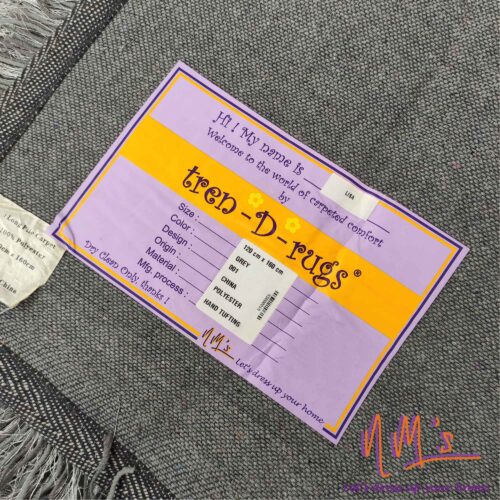 Hi ! My name is
LISA
Welcome to the world of carpeted comfort
by
tren-D-rugs®
Size : 120 cm x 160 cm
Color : GREY
Design : 001
Origin : CHINA
Material : POLYESTER
Mfg. process : HAND TUFTING
Dry Clean Only, thanks !
NM's
Let's dress up your home
100% Polyester
NM's